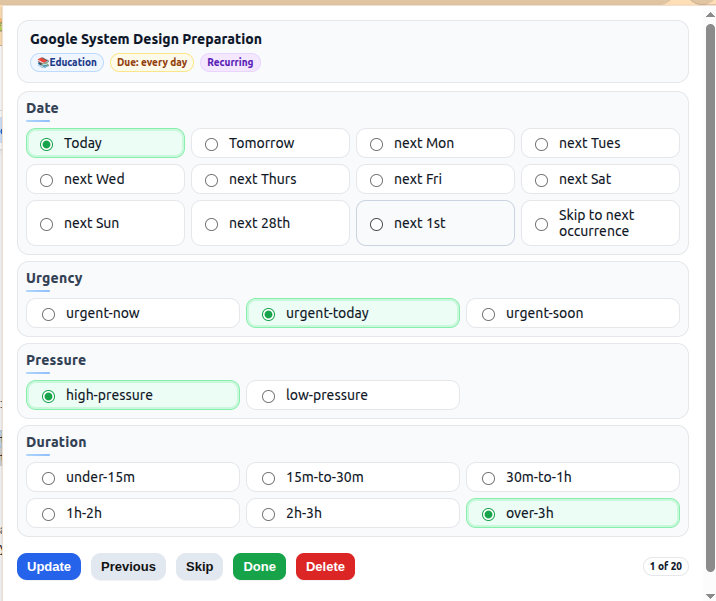 Google System Design Preparation
📚Education Due: every day Recurring
Date
Today Tomorrow next Mon next Tues
next Wed next Thurs next Fri next Sat
next Sun next 28th next 1st Skip to next
occurrence
Urgency
urgent-now urgent-today urgent-soon
Pressure
high-pressure low-pressure
Duration
under-15m 15m-to-30m 30m-to-1h
1h-2h 2h-3h over-3h
Update Previous Skip Done Delete 1 of 20